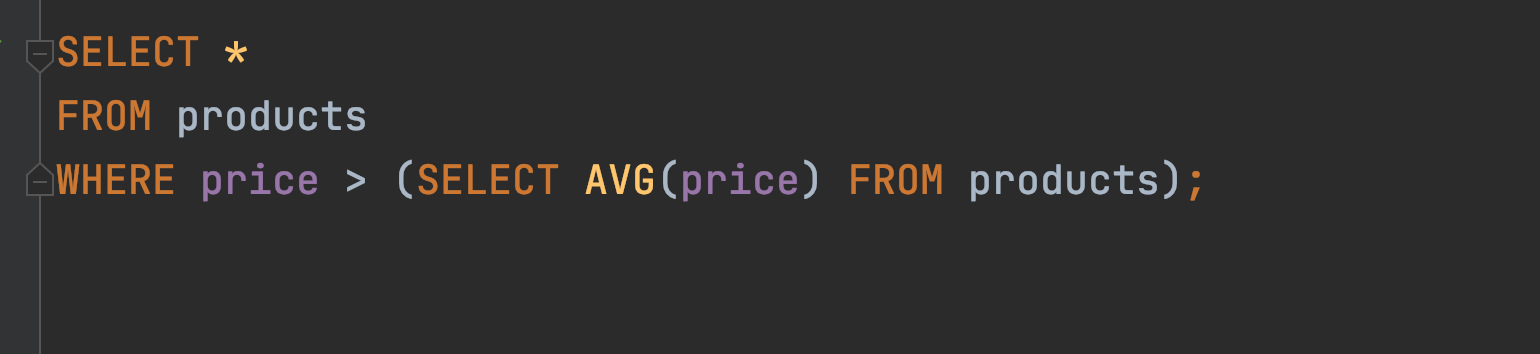 SELECT *
FROM products
WHERE price > (SELECT AVG(price) FROM products);